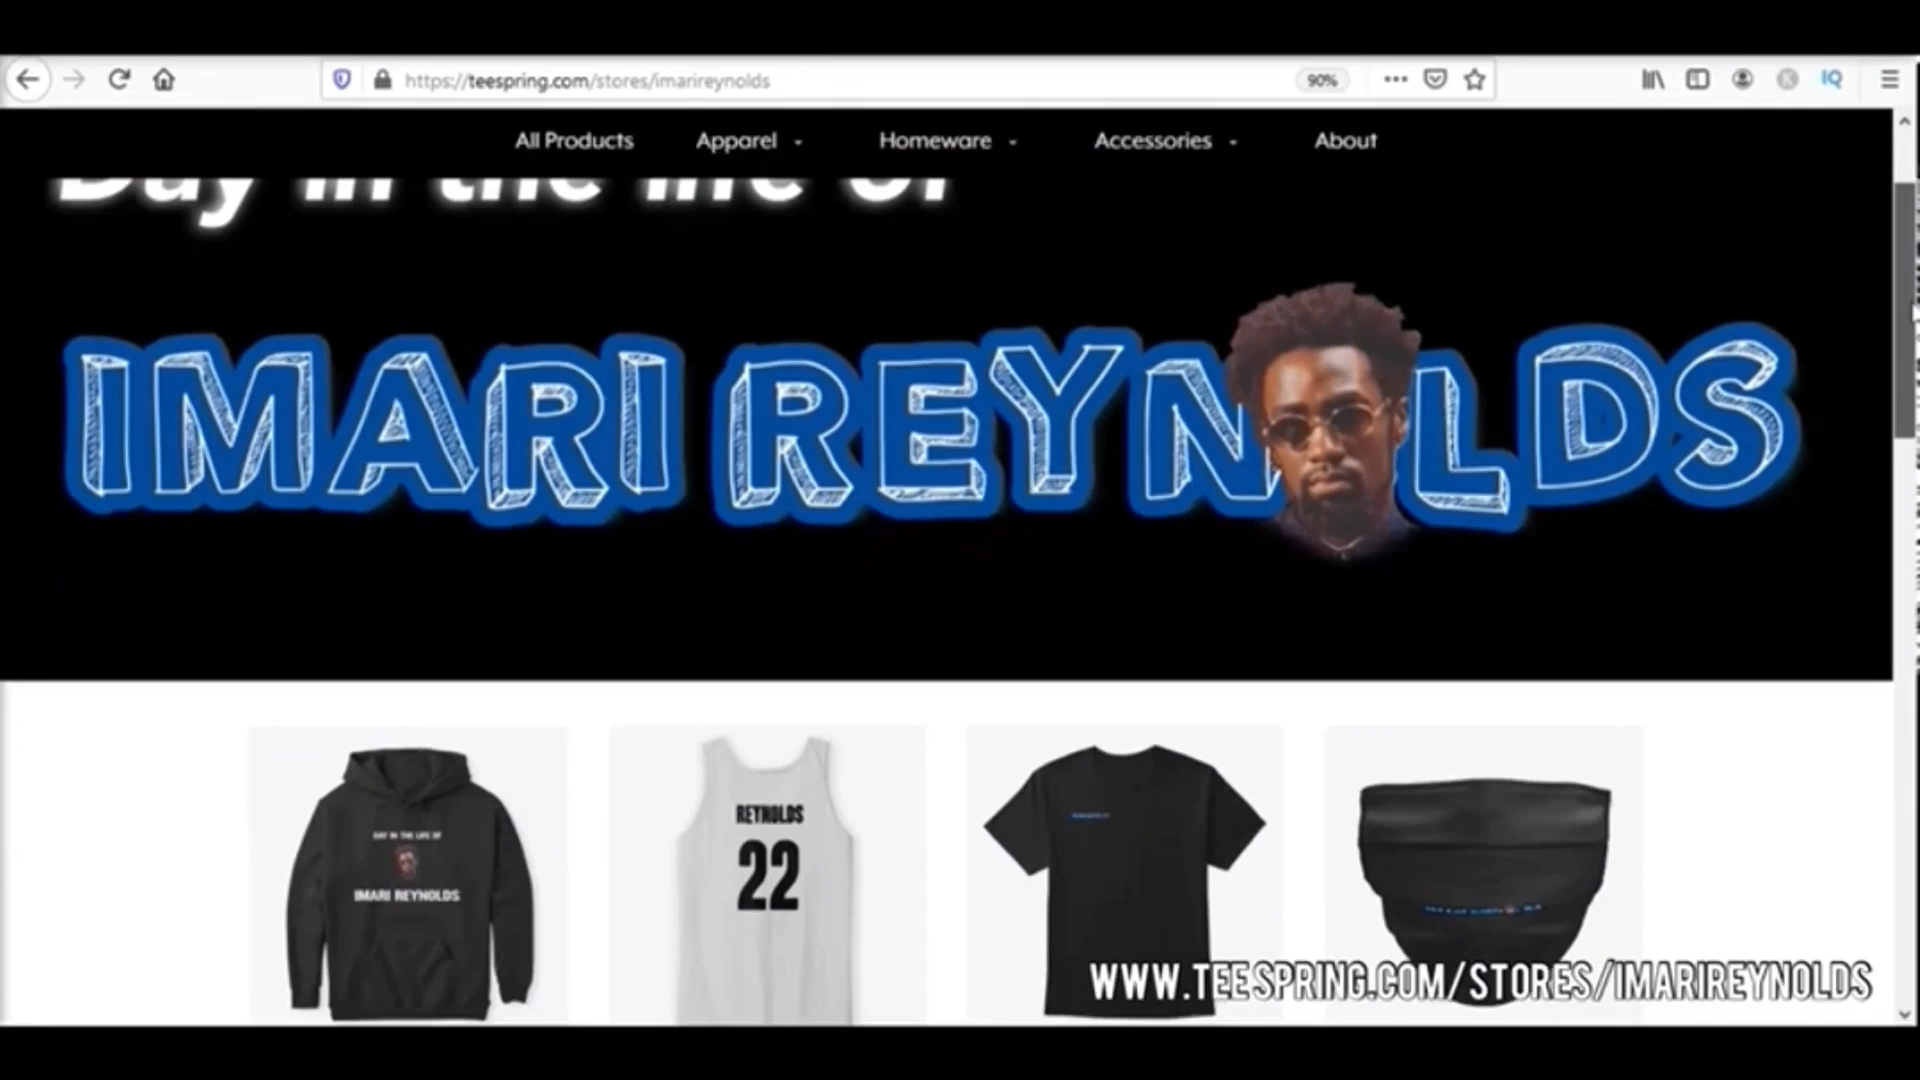 https://teespring.com/stores/imarireynolds
90%
IQ
All Products
Apparel
Homeware
Accessories
About
Day in the life of
IMARI REYNOLDS
DAY IN THE LIFE OF
IMARI REYNOLDS
REYNOLDS
22
WWW.TEESPRING.COM/STORES/IMARIREYNOLDS